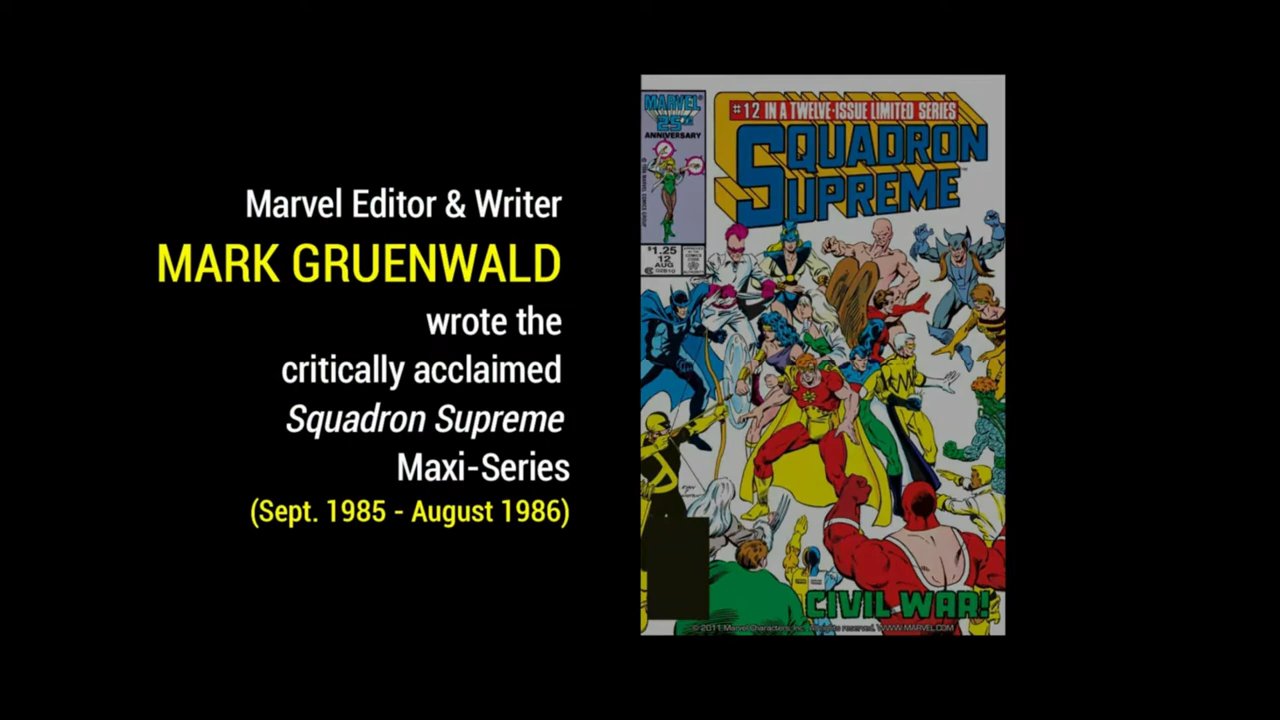 Marvel Editor & Writer
MARK GRUENWALD
wrote the
critically acclaimed
Squadron Supreme
Maxi-Series
(Sept. 1985 - August 1986)
MARVEL
25th
ANNIVERSARY
#12 IN A TWELVE-ISSUE LIMITED SERIES
SQUADRON
SUPREME
$1.25
12
AUG
02810
CIVIL WAR!
© 2011 Marvel Characters, Inc. All rights reserved. WWW.MARVEL.COM